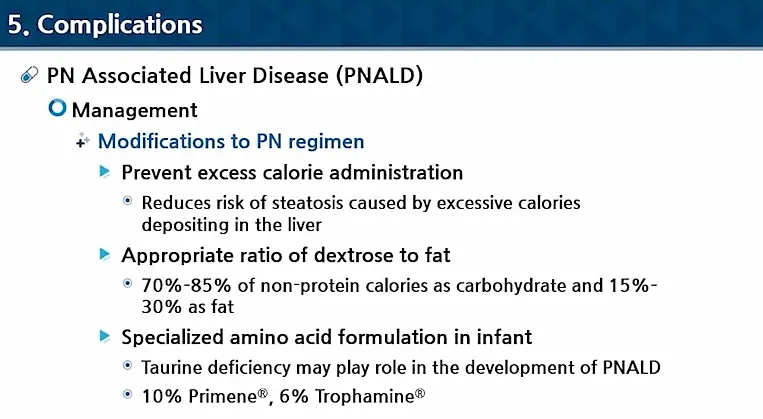 5. Complications
PN Associated Liver Disease (PNALD)
Management
Modifications to PN regimen
Prevent excess calorie administration
Reduces risk of steatosis caused by excessive calories
depositing in the liver
Appropriate ratio of dextrose to fat
70%-85% of non-protein calories as carbohydrate and 15%-
30% as fat
Specialized amino acid formulation in infant
Taurine deficiency may play role in the development of PNALD
10% Primene®, 6% Trophamine®